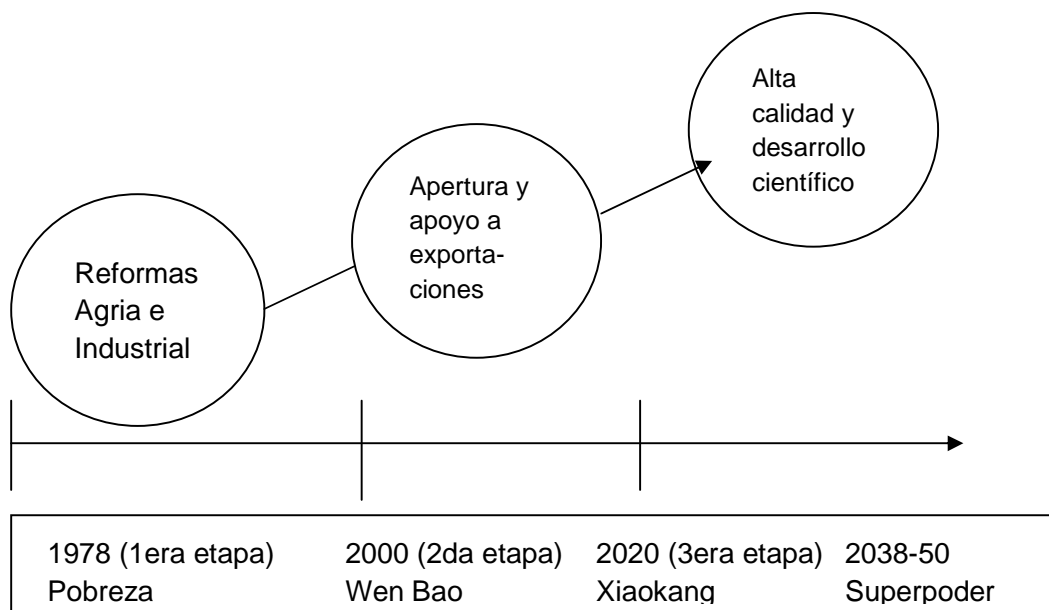 Alta
calidad y
desarrollo
científico
Apertura y
apoyo a
exporta-
ciones
Reformas
Agria e
Industrial
1978 (1era etapa) 2000 (2da etapa) 2020 (3era etapa) 2038-50
Pobreza Wen Bao Xiaokang Superpoder